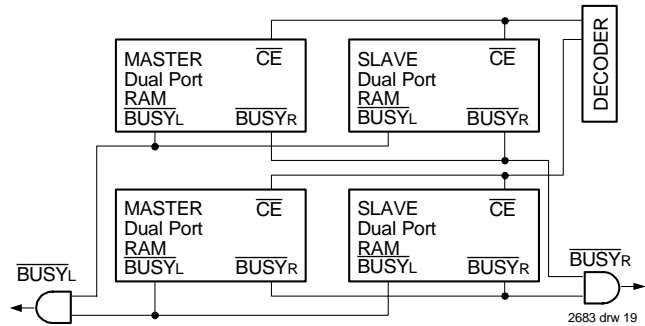 MASTER
Dual Port
RAM
CE
BUSYL
BUSYR
SLAVE
Dual Port
RAM
CE
BUSYL
BUSYR
DECODER
MASTER
Dual Port
RAM
CE
BUSYL
BUSYR
SLAVE
Dual Port
RAM
CE
BUSYL
BUSYR
BUSYL
BUSYR
2683 drw 19